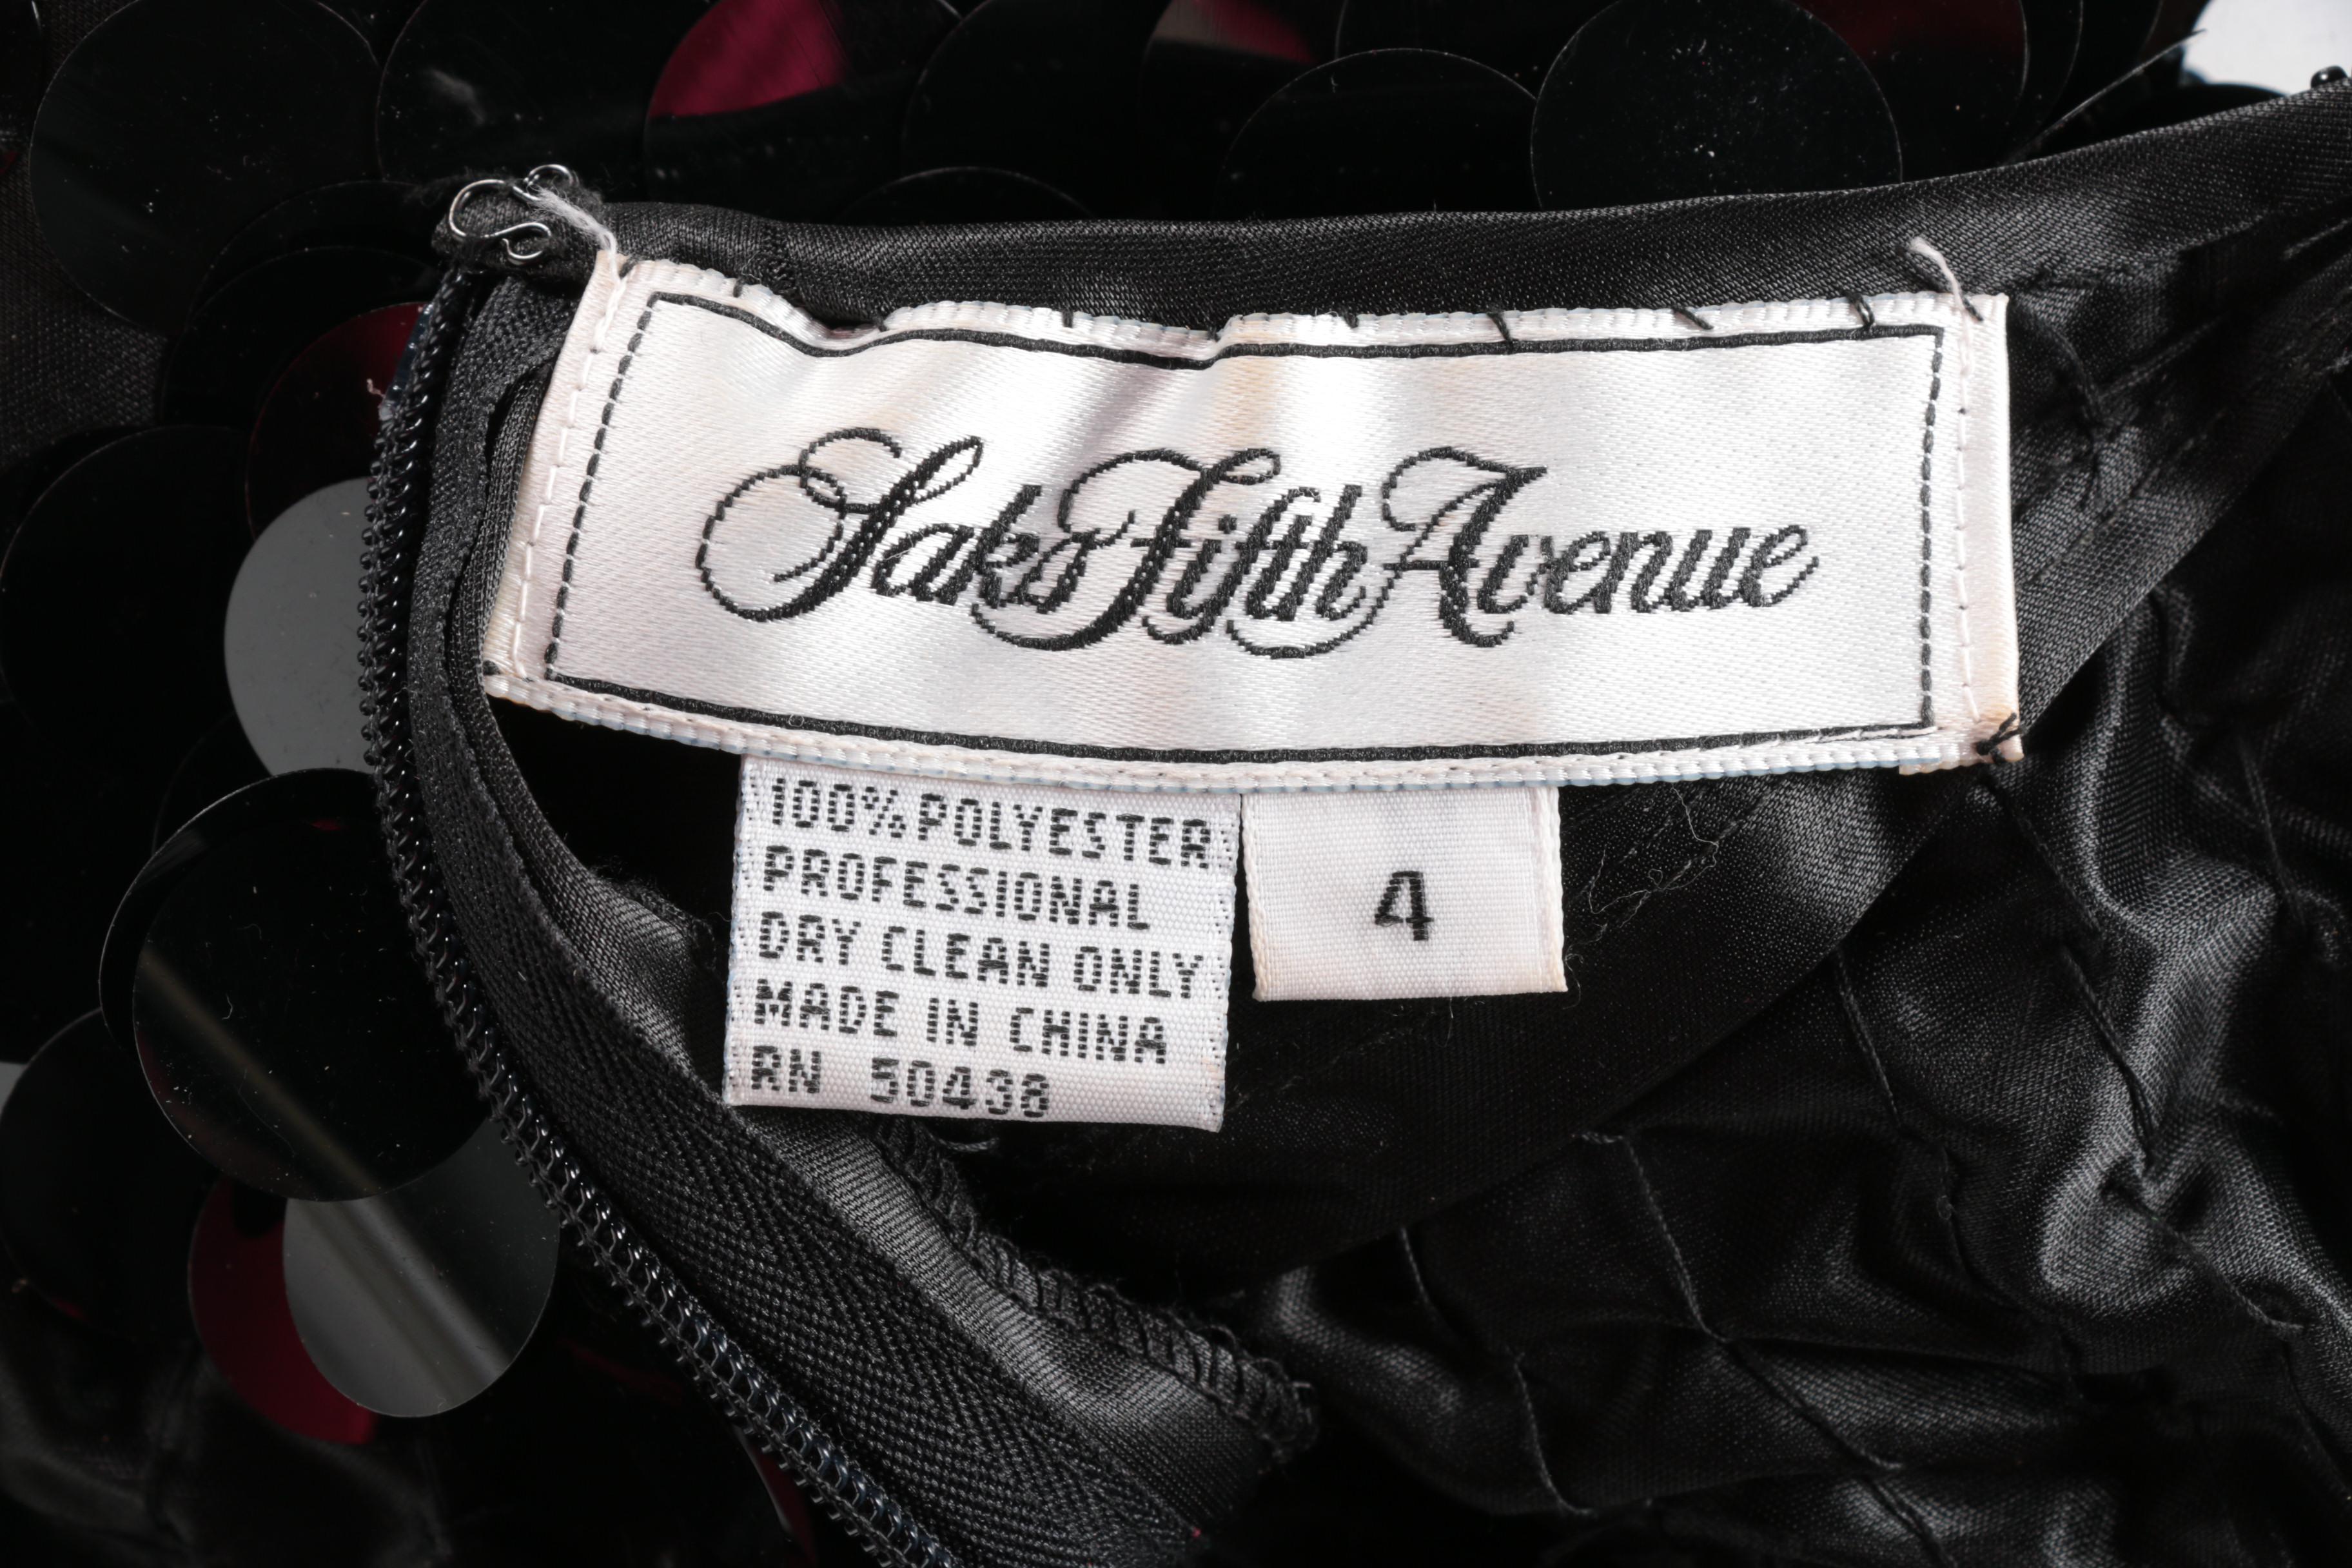 Saks Fifth Avenue
100% POLYESTER
PROFESSIONAL
DRY CLEAN ONLY
MADE IN CHINA
RN 50438
4